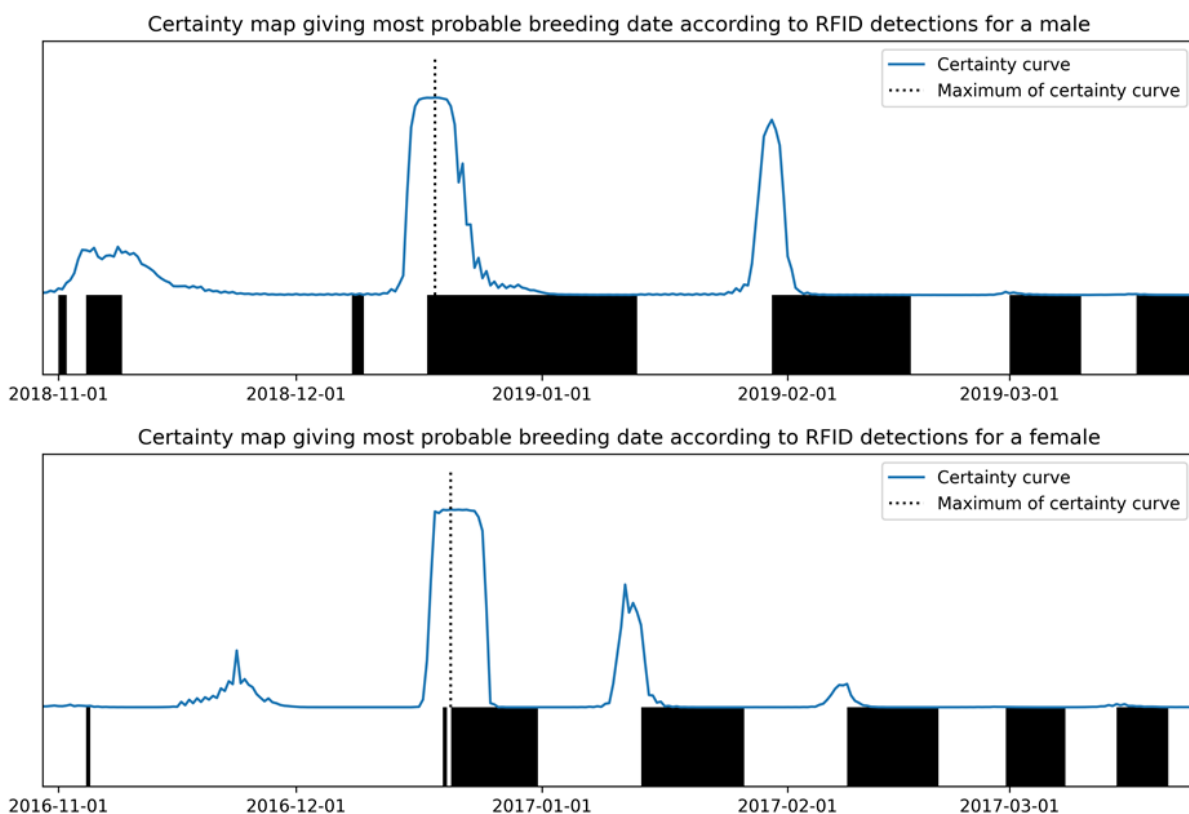 Certainty map giving most probable breeding date according to RFID detections for a male
Certainty curve
Maximum of certainty curve
2018-11-01 2018-12-01 2019-01-01 2019-02-01 2019-03-01
Certainty map giving most probable breeding date according to RFID detections for a female
Certainty curve
Maximum of certainty curve
2016-11-01 2016-12-01 2017-01-01 2017-02-01 2017-03-01